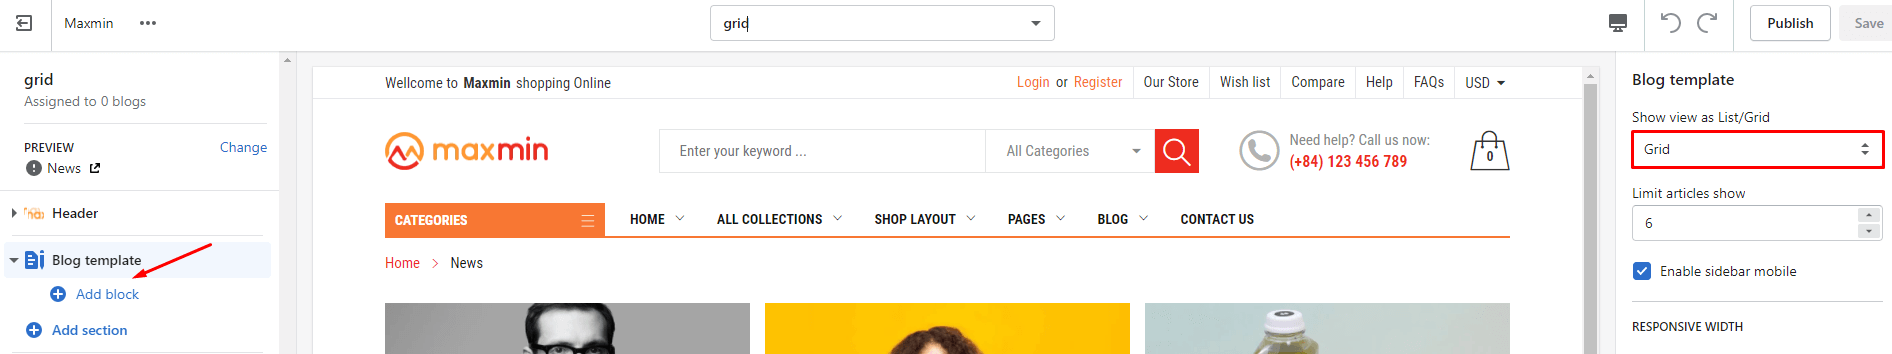 Maxmin
grid
Publish
Save
grid
Assigned to 0 blogs
PREVIEW
Change
News
Header
Blog template
Add block
Add section
Wellcome to Maxmin shopping Online
Login or Register
Our Store
Wish list
Compare
Help
FAQs
USD
maxmin
Enter your keyword ...
All Categories
Need help? Call us now:
(+84) 123 456 789
0
CATEGORIES
HOME
ALL COLLECTIONS
SHOP LAYOUT
PAGES
BLOG
CONTACT US
Home > News
Blog template
Show view as List/Grid
Grid
Limit articles show
6
Enable sidebar mobile
RESPONSIVE WIDTH